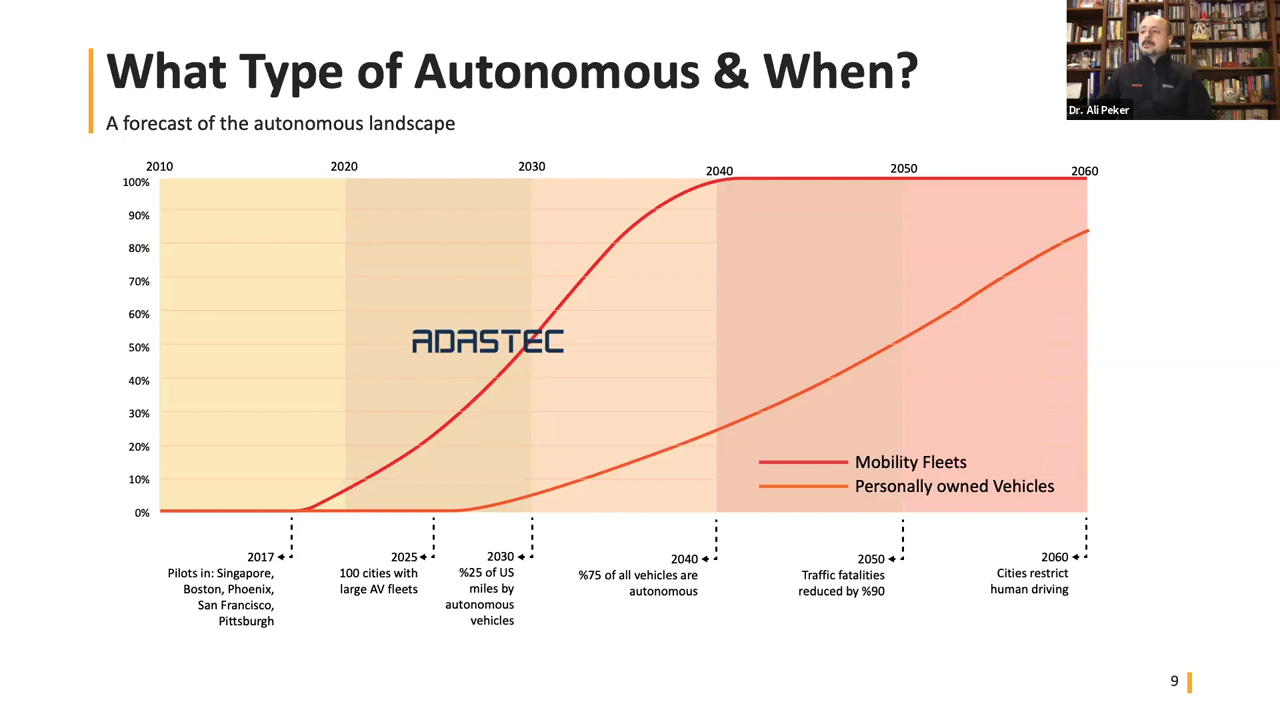 What Type of Autonomous & When?
A forecast of the autonomous landscape
Dr. Ali Peker
2010
2020
2030
2040
2050
2060
100%
90%
80%
70%
60%
50%
40%
30%
20%
10%
0%
ADASTEC
Mobility Fleets
Personally owned Vehicles
2017
Pilots in: Singapore,
Boston, Phoenix,
San Francisco,
Pittsburgh
2025
100 cities with
large AV fleets
2030
%25 of US
miles by
autonomous
vehicles
2040
%75 of all vehicles are
autonomous
2050
Traffic fatalities
reduced by %90
2060
Cities restrict
human driving
9